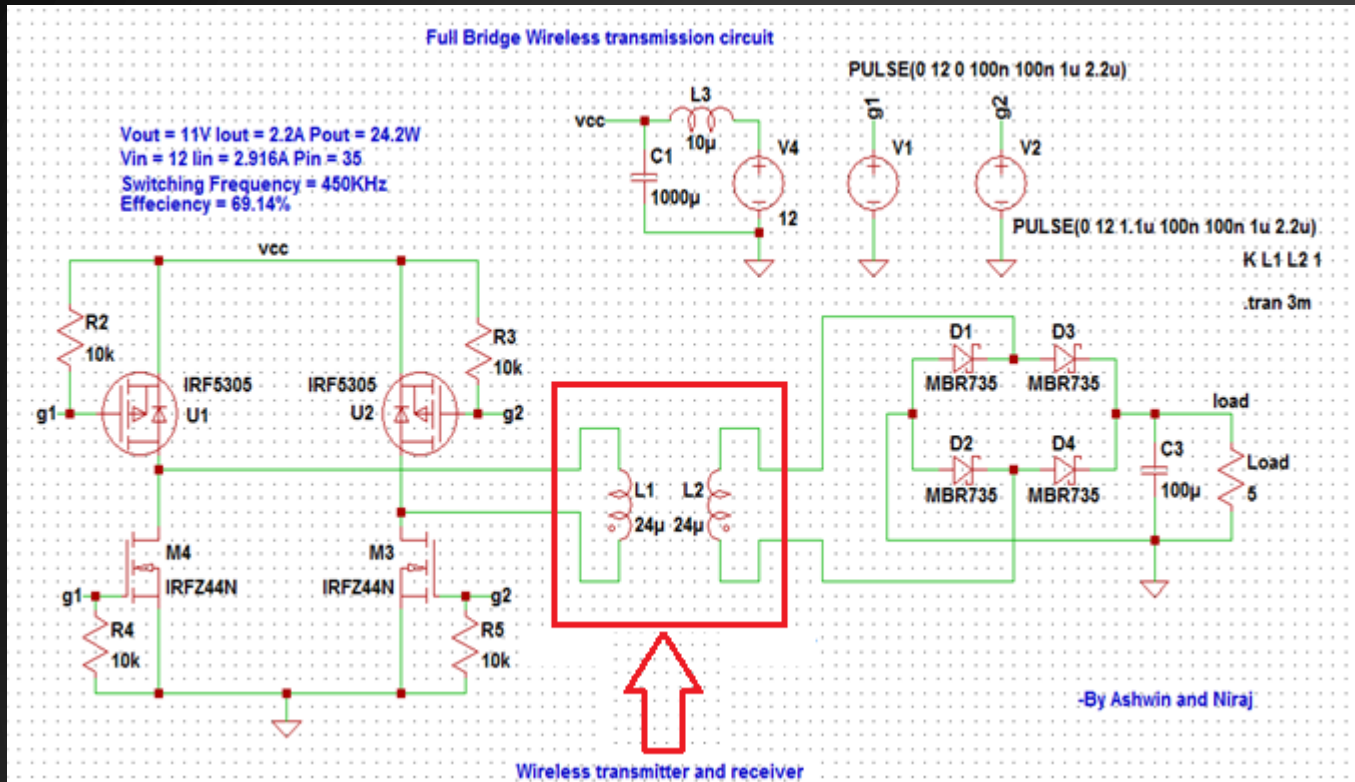 Full Bridge Wireless transmission circuit
PULSE(0 12 0 100n 100n 1u 2.2u)
L3
vcc
10µ
g1
g2
C1
1000µ
V4
12
V1
V2
Vout = 11V Iout = 2.2A Pout = 24.2W
Vin = 12 Iin = 2.916A Pin = 35
Switching Frequency = 450KHz
Effeciency = 69.14%
PULSE(0 12 1.1u 100n 100n 1u 2.2u)
K L1 L2 1
.tran 3m
vcc
R2
10k
R3
10k
IRF5305
U1
IRF5305
U2
g1
g2
D1
MBR735
D3
MBR735
load
D2
MBR735
D4
MBR735
C3
100µ
Load
5
L1
24µ
L2
24µ
M4
IRFZ44N
M3
IRFZ44N
g1
g2
R4
10k
R5
10k
-By Ashwin and Niraj
Wireless transmitter and receiver